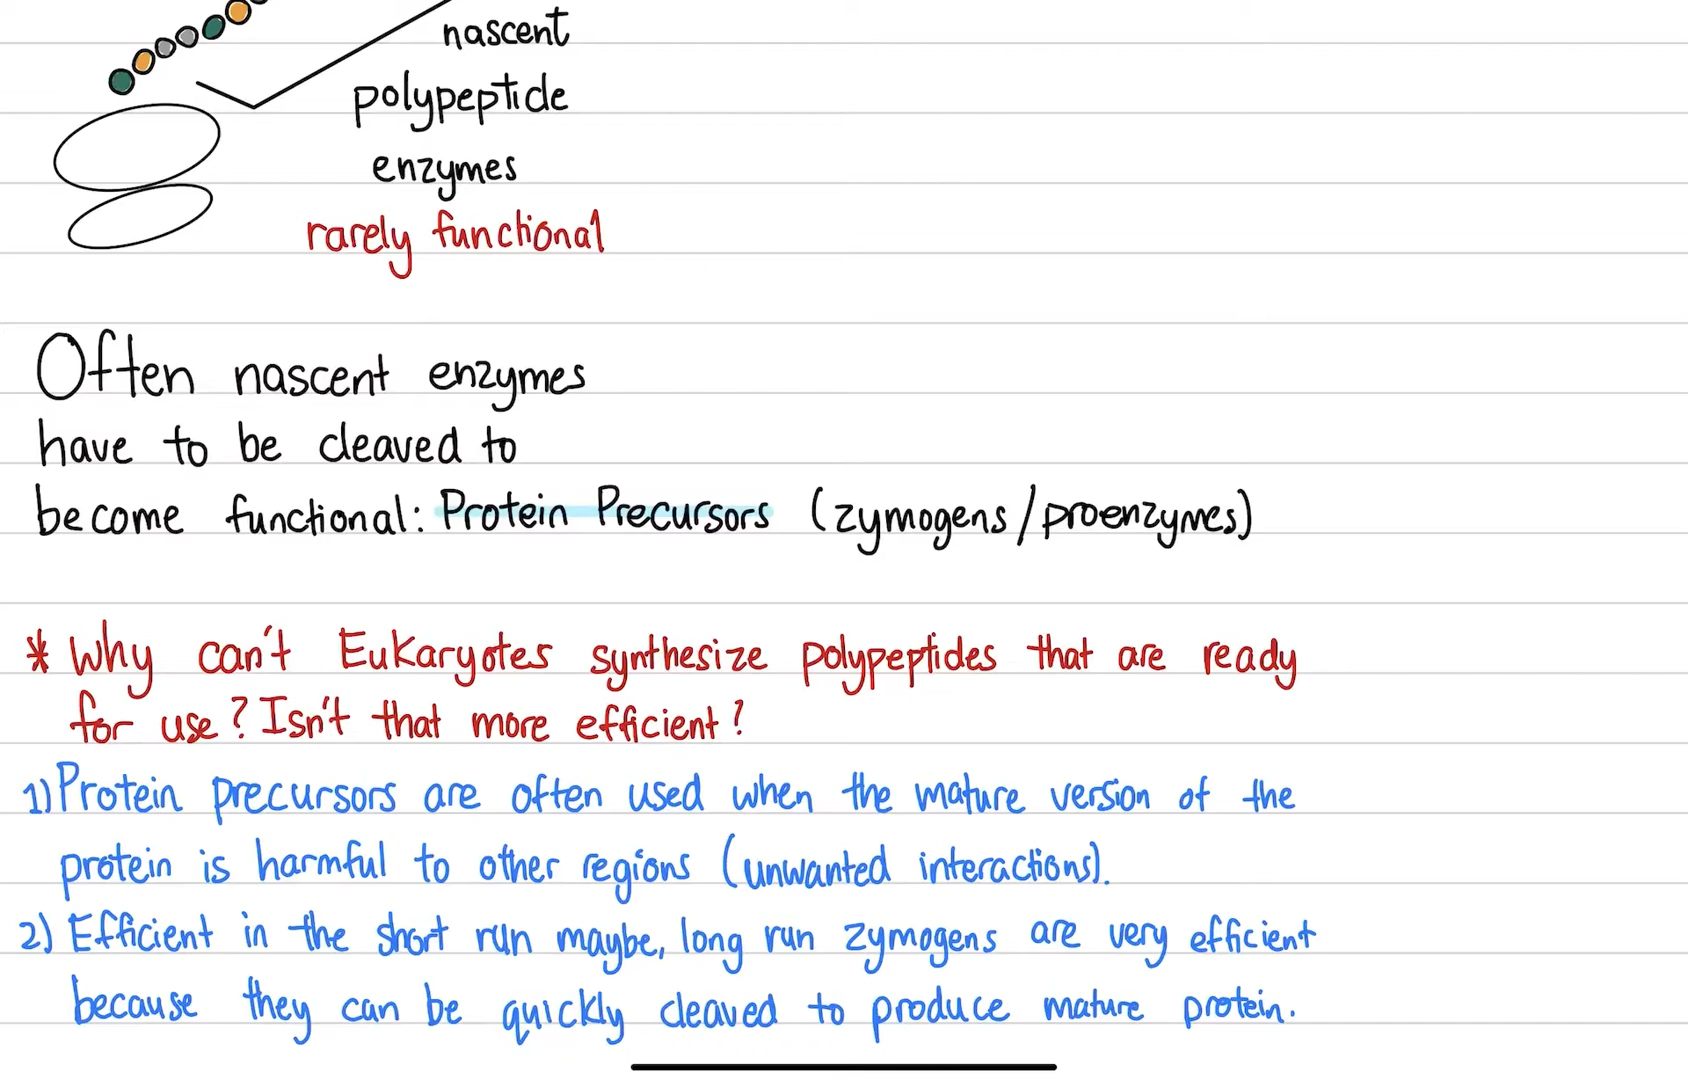 nascent
polypeptide
enzymes
rarely functional
Often nascent enzymes
have to be cleaved to
become functional: Protein Precursors (zymogens/proenzymes)
* Why can't Eukaryotes synthesize polypeptides that are ready
for use? Isn't that more efficient?
1) Protein precursors are often used when the mature version of the
protein is harmful to other regions (unwanted interactions).
2) Efficient in the short run maybe, long run zymogens are very efficient
because they can be quickly cleaved to produce mature protein.